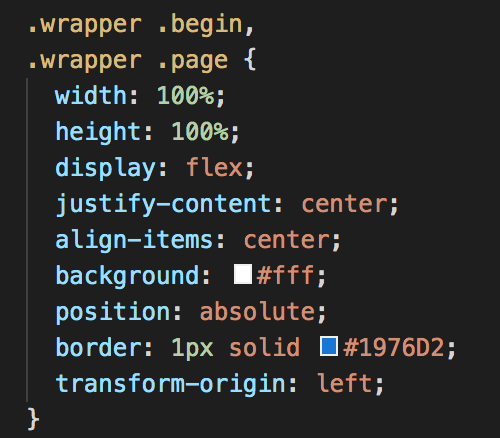 .wrapper .begin,
.wrapper .page {
width: 100%;
height: 100%;
display: flex;
justify-content: center;
align-items: center;
background: #fff;
position: absolute;
border: 1px solid #1976D2;
transform-origin: left;
}